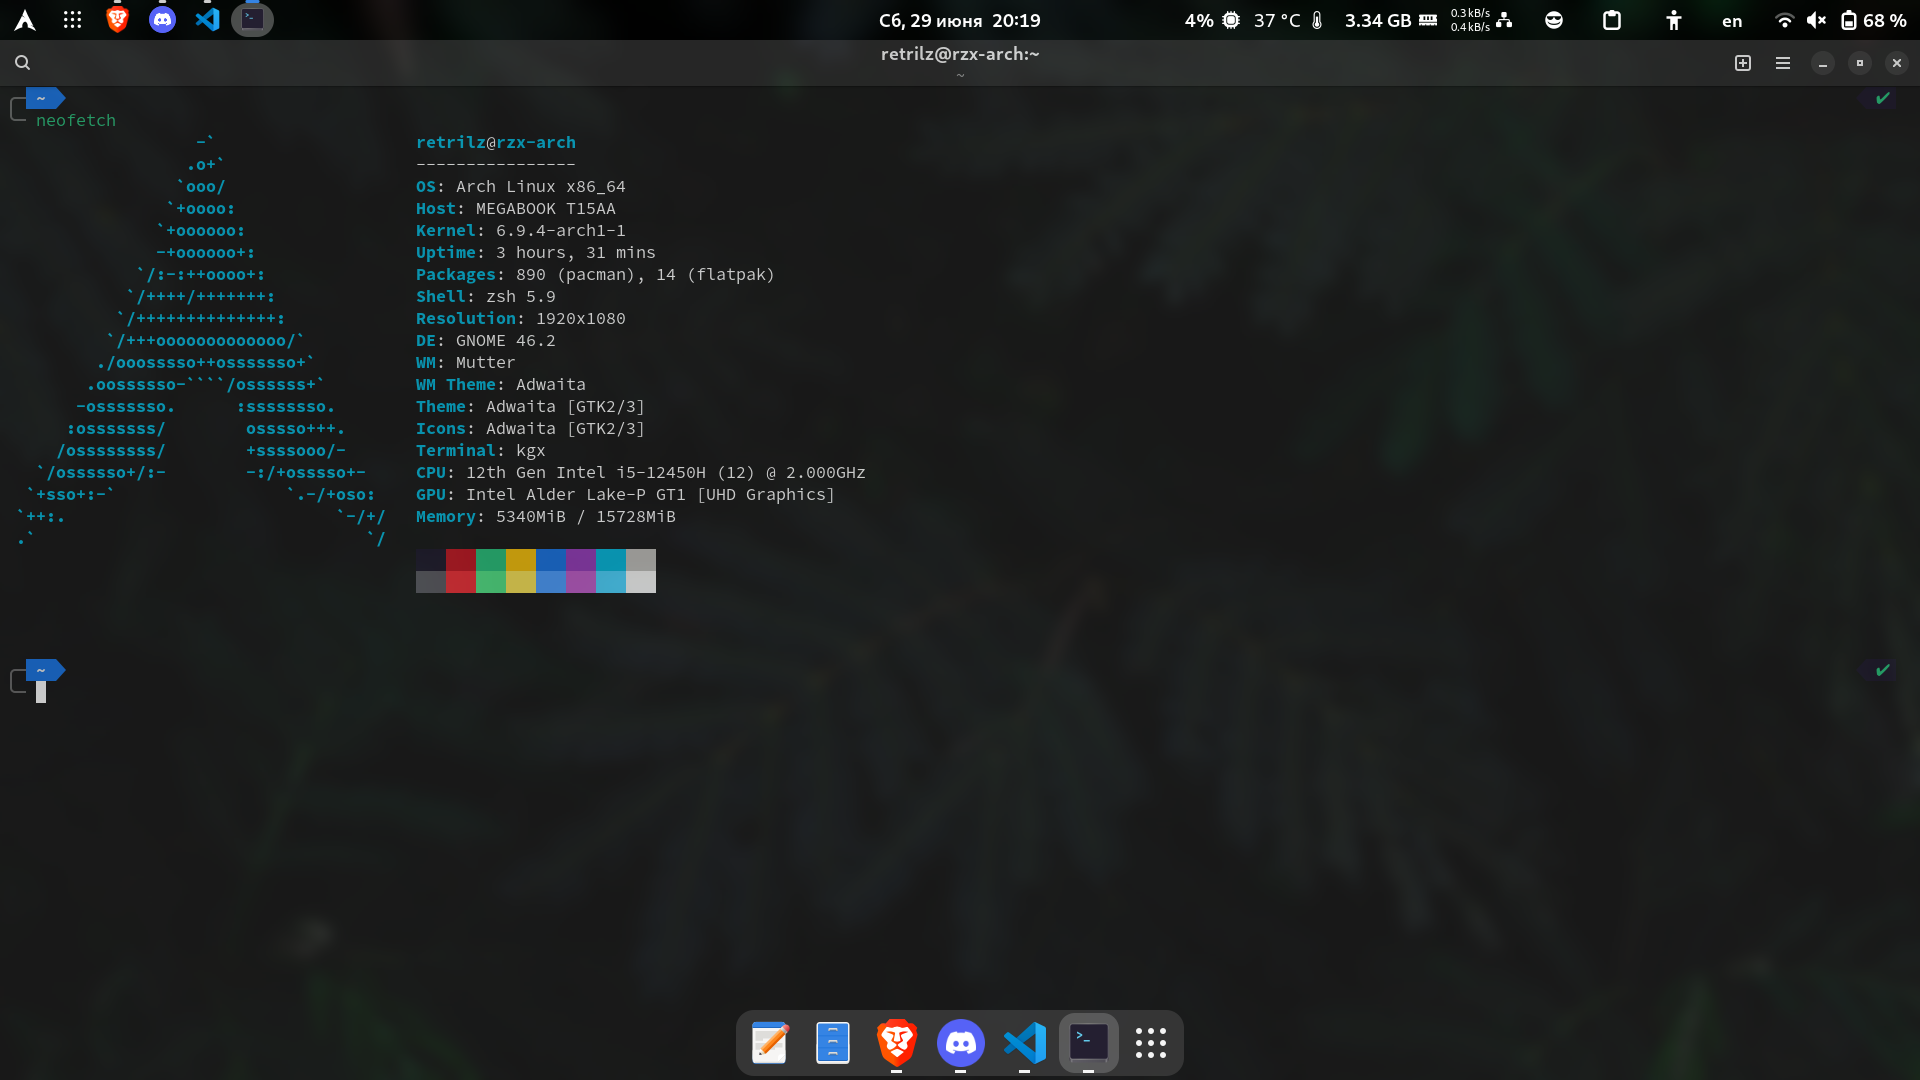 Сб, 29 июня  20:19
4%
37 °C
3.34 GB
0.3 kB/s
0.4 kB/s
en
68 %
retrilz@rzx-arch:~
~
~
neofetch
                  -`
                 .o+`
                `ooo/
               `+oooo:
              `+oooooo:
              -+oooooo+:
            `/:-:++oooo+:
           `/++++/+++++++:
          `/++++++++++++++:
         `/+++ooooooooooooo/`
        ./ooosssso++osssssso+`
       .oossssso-````/ossssss+`
      -osssssso.      :ssssssso.
     :osssssss/        osssso+++.
    /ossssssss/        +ssssooo/-
  `/ossssso+/:-        -:/+osssso+-
 `+sso+:-`                 `.-/+oso:
`++:.                           `-/+/
.`                                 `/
retrilz@rzx-arch
----------------
OS: Arch Linux x86_64
Host: MEGABOOK T15AA
Kernel: 6.9.4-arch1-1
Uptime: 3 hours, 31 mins
Packages: 890 (pacman), 14 (flatpak)
Shell: zsh 5.9
Resolution: 1920x1080
DE: GNOME 46.2
WM: Mutter
WM Theme: Adwaita
Theme: Adwaita [GTK2/3]
Icons: Adwaita [GTK2/3]
Terminal: kgx
CPU: 12th Gen Intel i5-12450H (12) @ 2.000GHz
GPU: Intel Alder Lake-P GT1 [UHD Graphics]
Memory: 5340MiB / 15728MiB
~